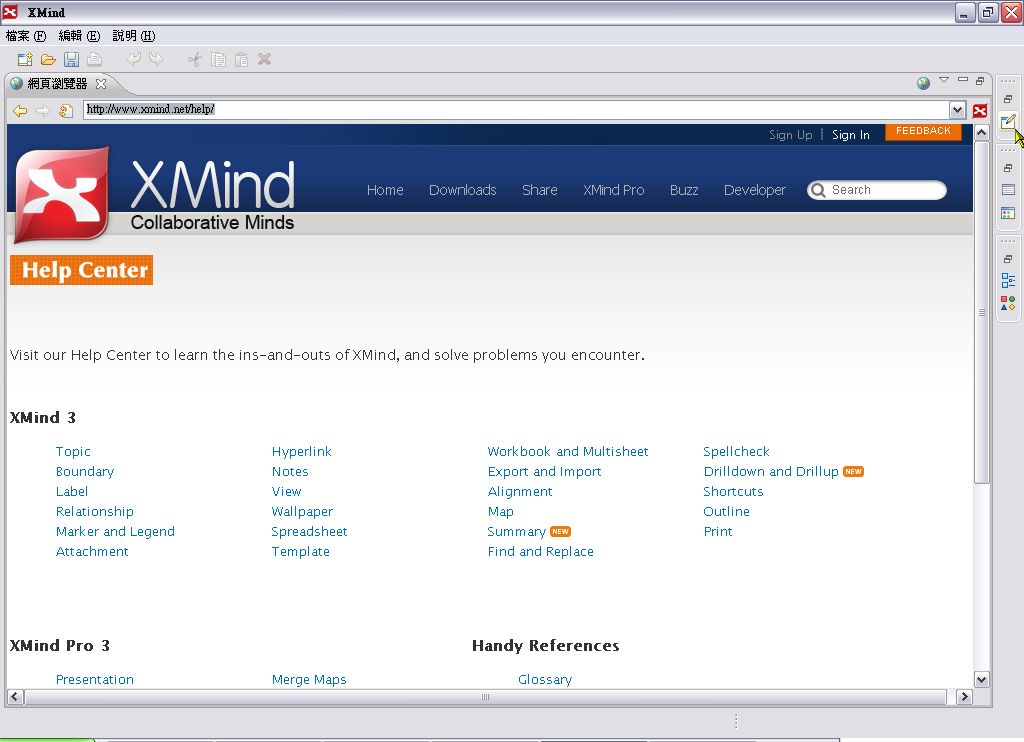 XMind
檔案 (F) 編輯 (E) 說明 (H)
網頁瀏覽器
http://www.xmind.net/help/
Sign Up | Sign In FEEDBACK
XMind
Collaborative Minds
Home Downloads Share XMind Pro Buzz Developer Search
Help Center
Visit our Help Center to learn the ins-and-outs of XMind, and solve problems you encounter.
XMind 3
Topic Hyperlink Workbook and Multisheet Spellcheck
Boundary Notes Export and Import Drilldown and Drillup NEW
Label View Alignment Shortcuts
Relationship Wallpaper Map Outline
Marker and Legend Spreadsheet Summary NEW Print
Attachment Template Find and Replace
XMind Pro 3 Handy References
Presentation Merge Maps Glossary